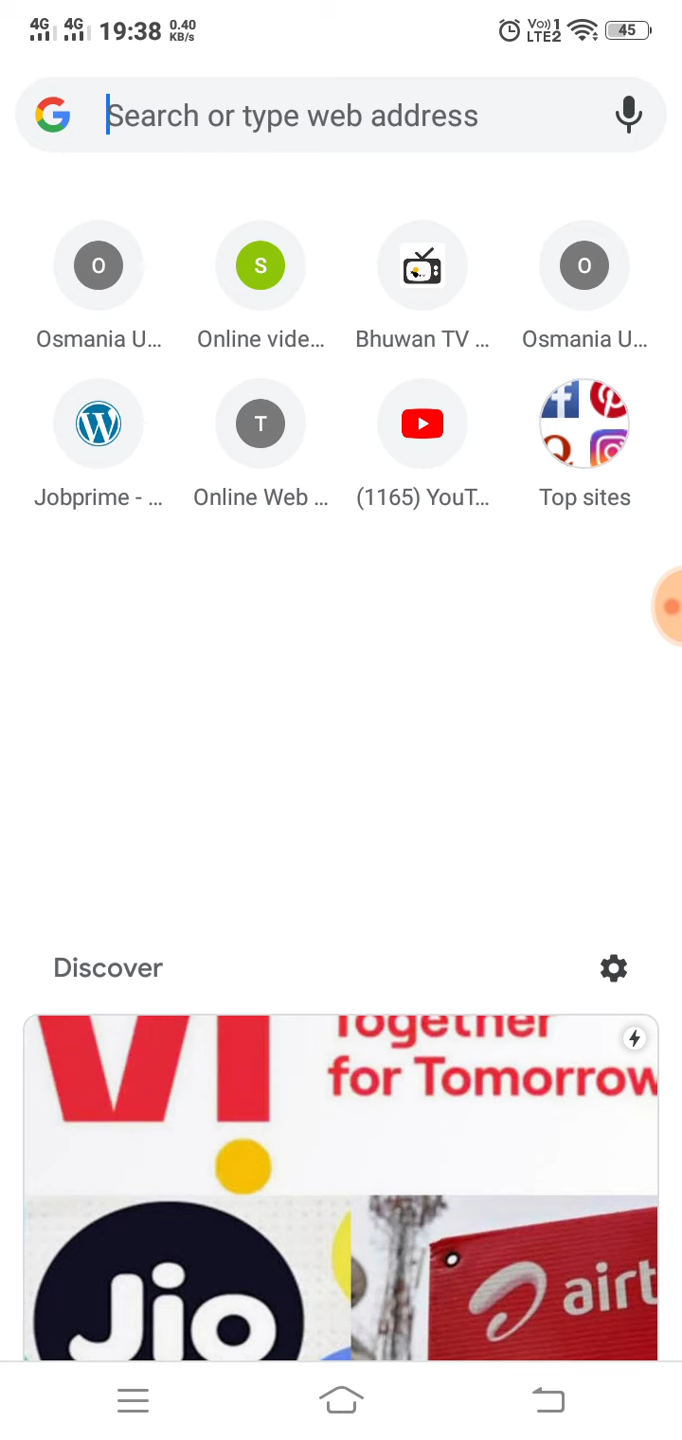 4G 4G 19:38 0.40 KB/s Vo)) 1 LTE2 45
Search or type web address
O S O
Osmania U... Online vide... Bhuwan TV ... Osmania U...
T
Jobprime - ... Online Web ... (1165) YouT... Top sites
Discover
VI Together
for Tomorrow
Jio airt